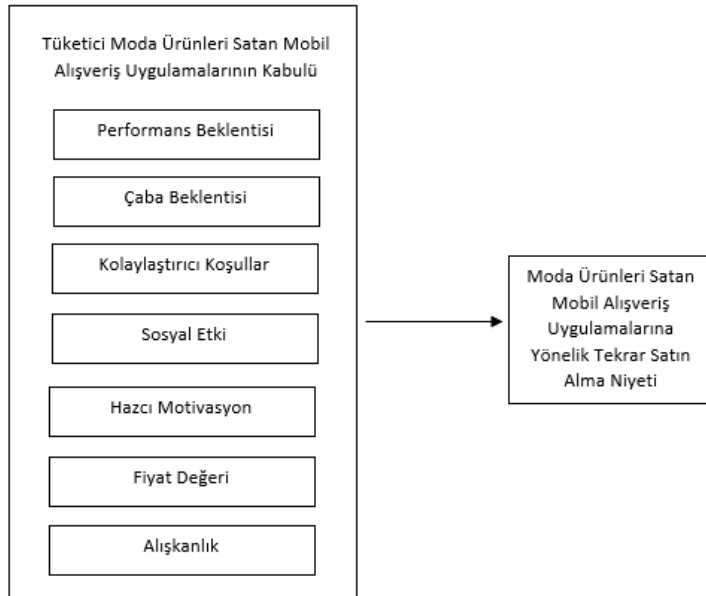 Tüketici Moda Ürünleri Satan Mobil
Alışveriş Uygulamalarının Kabulü
Performans Beklentisi
Çaba Beklentisi
Kolaylaştırıcı Koşullar
Sosyal Etki
Hazcı Motivasyon
Fiyat Değeri
Alışkanlık
Moda Ürünleri Satan
Mobil Alışveriş
Uygulamalarına
Yönelik Tekrar Satın
Alma Niyeti